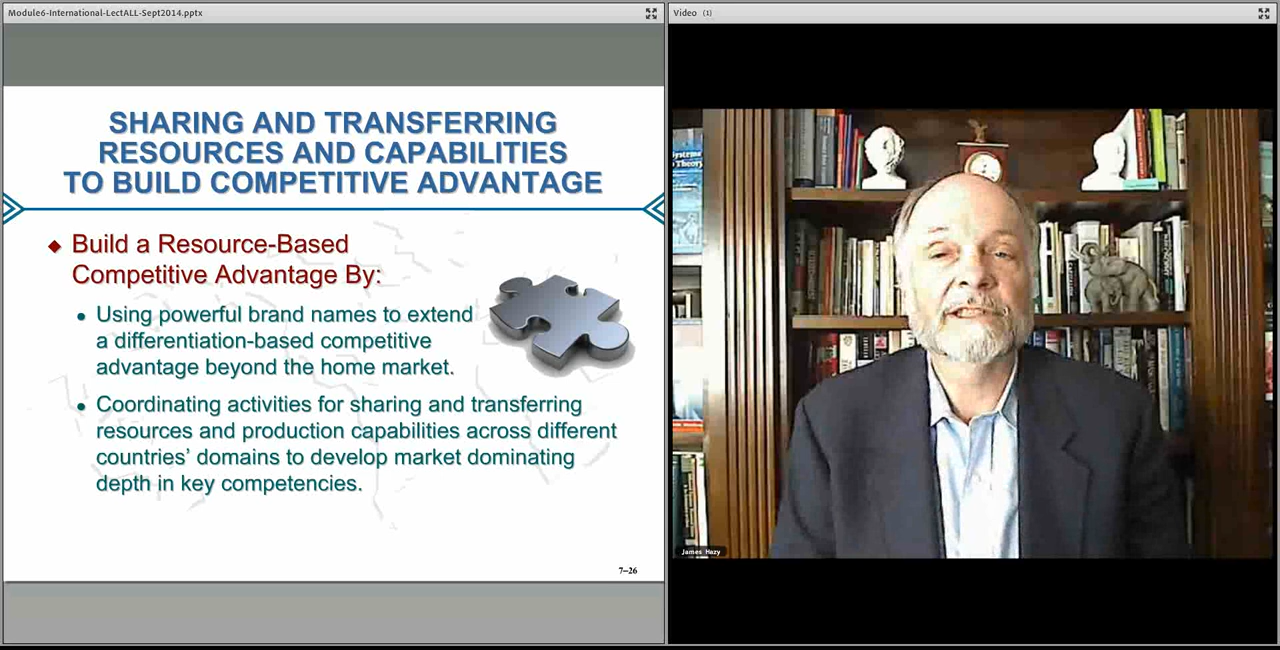 Module6-International-LectALL-Sept2014.pptx
Video (1)
SHARING AND TRANSFERRING
RESOURCES AND CAPABILITIES
TO BUILD COMPETITIVE ADVANTAGE
Build a Resource-Based
Competitive Advantage By:
Using powerful brand names to extend
a differentiation-based competitive
advantage beyond the home market.
Coordinating activities for sharing and transferring
resources and production capabilities across different
countries’ domains to develop market dominating
depth in key competencies.
7–26
Systems
Theory
James Hazy